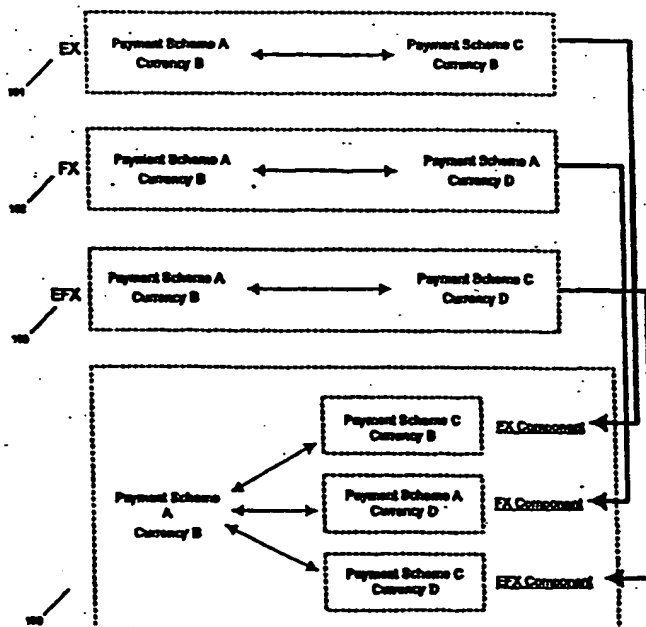 EX
Payment Scheme A
Currency B
Payment Scheme C
Currency B
101
FX
Payment Scheme A
Currency B
Payment Scheme A
Currency D
102
EFX
Payment Scheme A
Currency B
Payment Scheme C
Currency D
Payment Scheme C
Currency B
EX Component
Payment Scheme
A
Currency B
Payment Scheme A
Currency D
FX Component
Payment Scheme C
Currency D
EFX Component